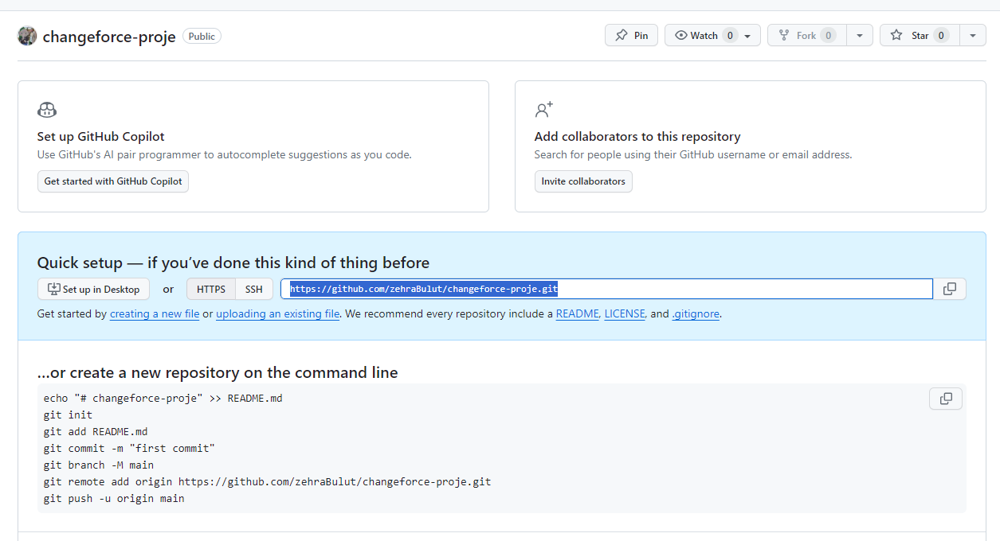 changeforce-proje Public
Pin
Watch 0
Fork 0
Star 0
Set up GitHub Copilot
Use GitHub's AI pair programmer to autocomplete suggestions as you code.
Get started with GitHub Copilot
Add collaborators to this repository
Search for people using their GitHub username or email address.
Invite collaborators
Quick setup — if you’ve done this kind of thing before
Set up in Desktop or HTTPS SSH https://github.com/zehraBulut/changeforce-proje.git
Get started by creating a new file or uploading an existing file. We recommend every repository include a README, LICENSE, and .gitignore.
…or create a new repository on the command line
echo "# changeforce-proje" >> README.md
git init
git add README.md
git commit -m "first commit"
git branch -M main
git remote add origin https://github.com/zehraBulut/changeforce-proje.git
git push -u origin main